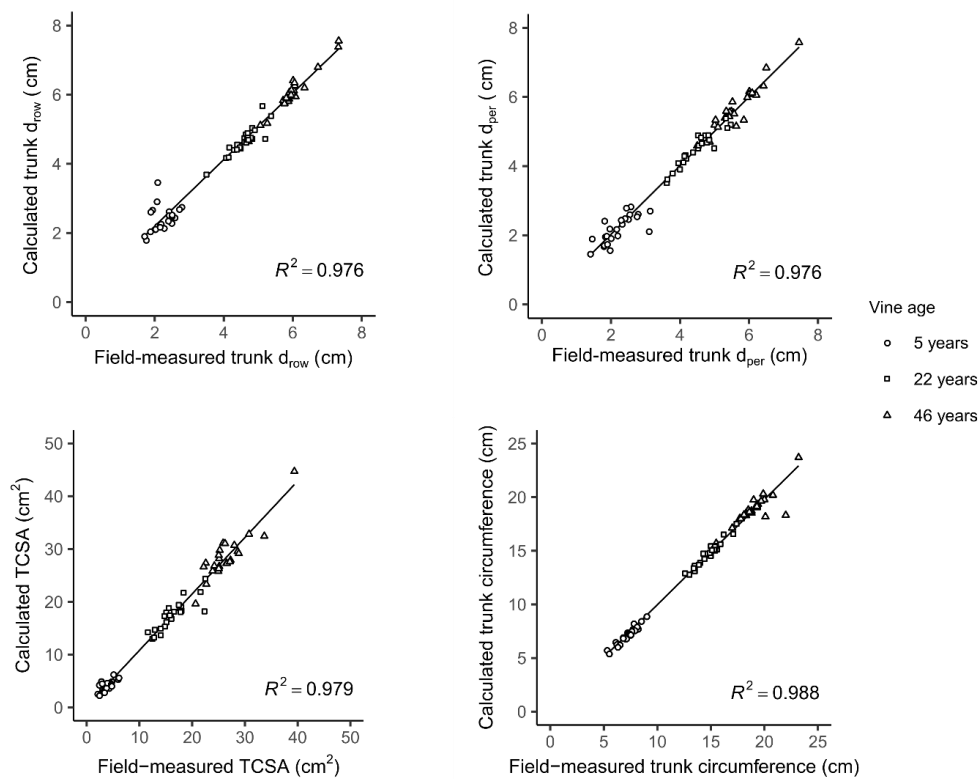 8
6
4
2
0
0 2 4 6 8
Calculated trunk d_row (cm)
Field-measured trunk d_row (cm)
R² = 0.976
8
6
4
2
0
0 2 4 6 8
Calculated trunk d_per (cm)
Field-measured trunk d_per (cm)
R² = 0.976
Vine age
5 years
22 years
46 years
50
40
30
20
10
0
0 10 20 30 40 50
Calculated TCSA (cm²)
Field−measured TCSA (cm²)
R² = 0.979
25
20
15
10
5
0
0 5 10 15 20 25
Calculated trunk circumference (cm)
Field−measured trunk circumference (cm)
R² = 0.988